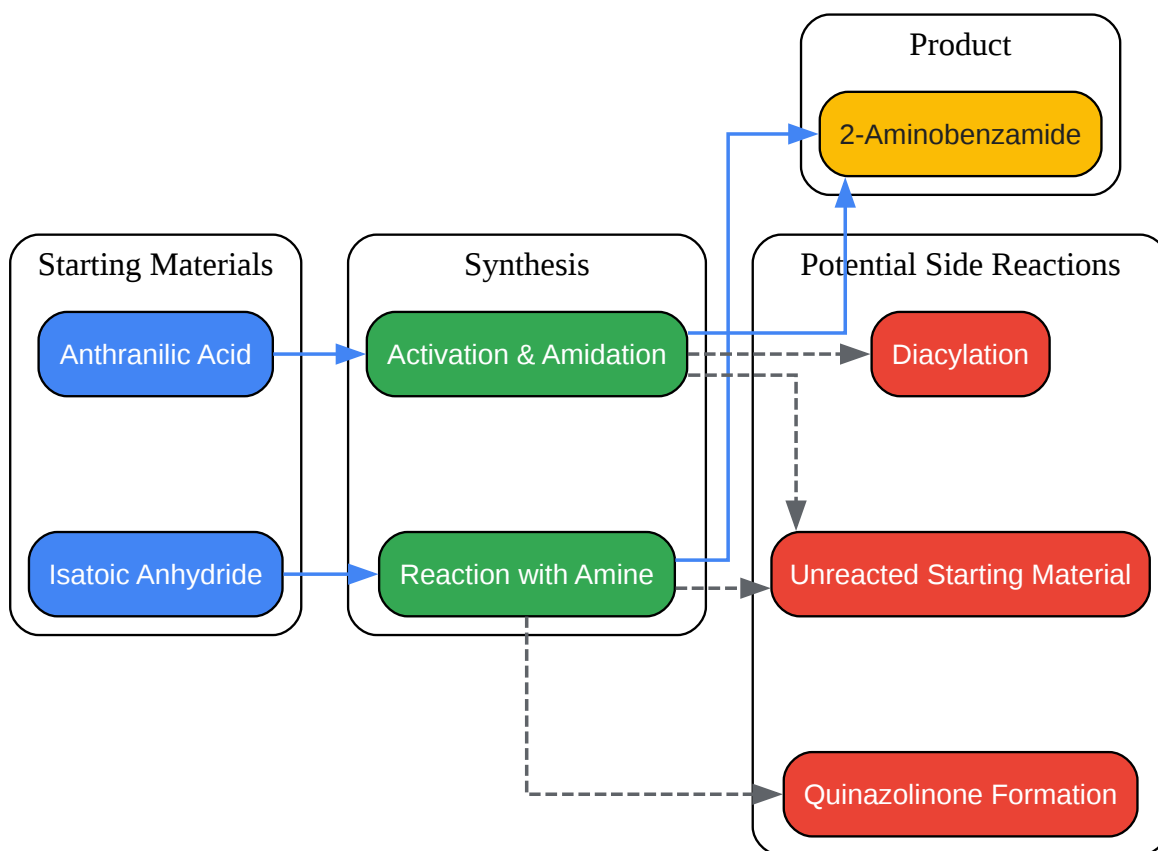 Product
2-Aminobenzamide
Starting Materials
Synthesis
Potential Side Reactions
Anthranilic Acid
Activation & Amidation
Diacylation
Isatoic Anhydride
Reaction with Amine
Unreacted Starting Material
Quinazolinone Formation